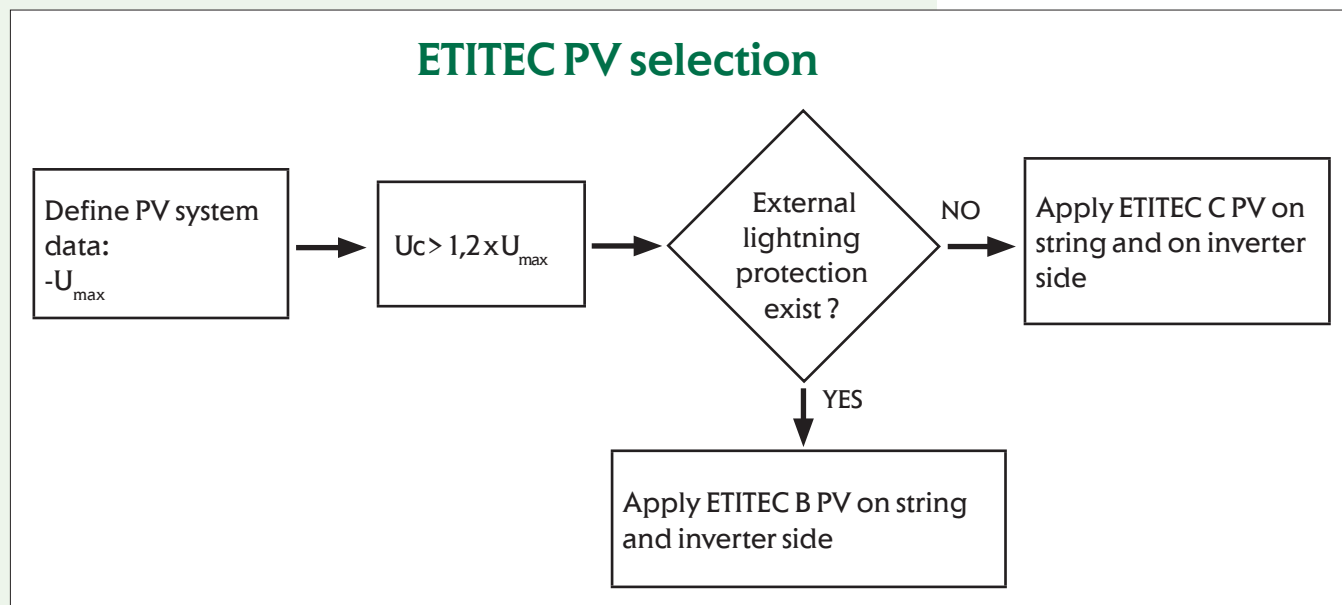 ETITEC PV selection
Define PV system
data:
-Umax
Uc > 1,2 x Umax
External
lightning
protection
exist ?
NO
Apply ETITEC C PV on
string and on inverter
side
YES
Apply ETITEC B PV on string
and inverter side